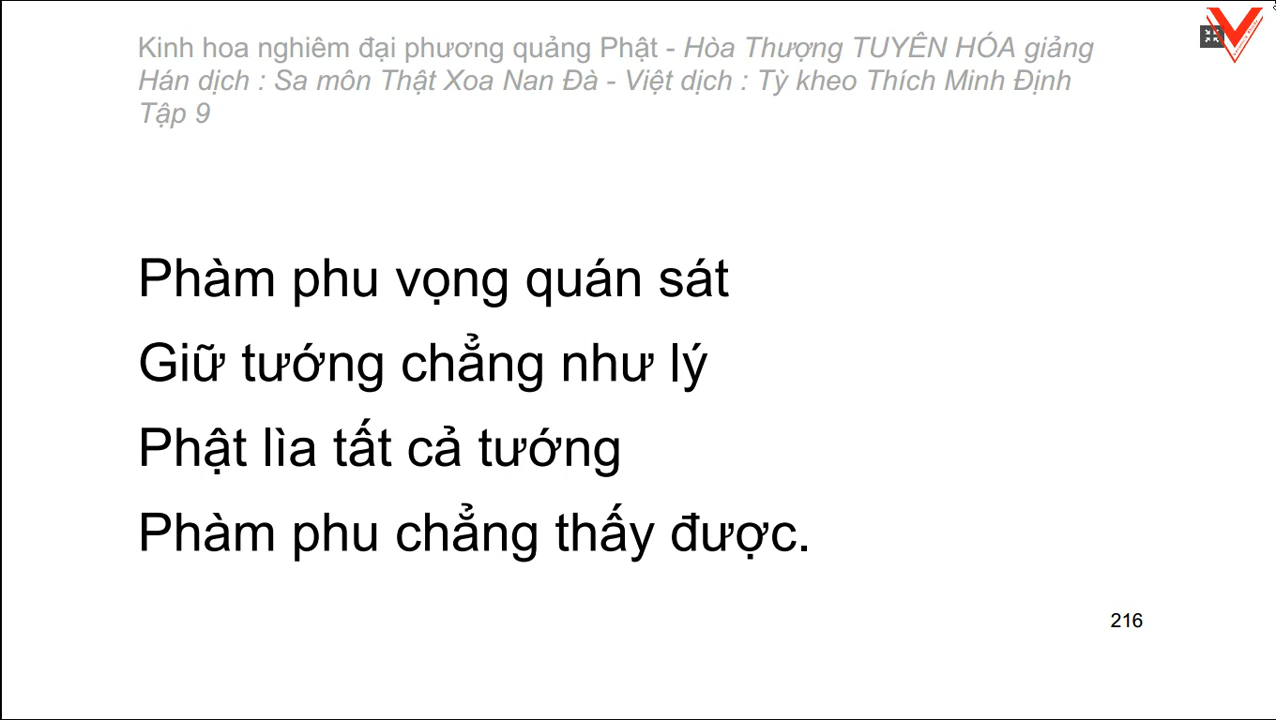 Kinh hoa nghiêm đại phương quảng Phật - Hòa Thượng TUYÊN HÓA giảng
Hán dịch : Sa môn Thật Xoa Nan Đà - Việt dịch : Tỳ kheo Thích Minh Định
Tập 9
Phàm phu vọng quán sát
Giữ tướng chẳng như lý
Phật lìa tất cả tướng
Phàm phu chẳng thấy được.
216